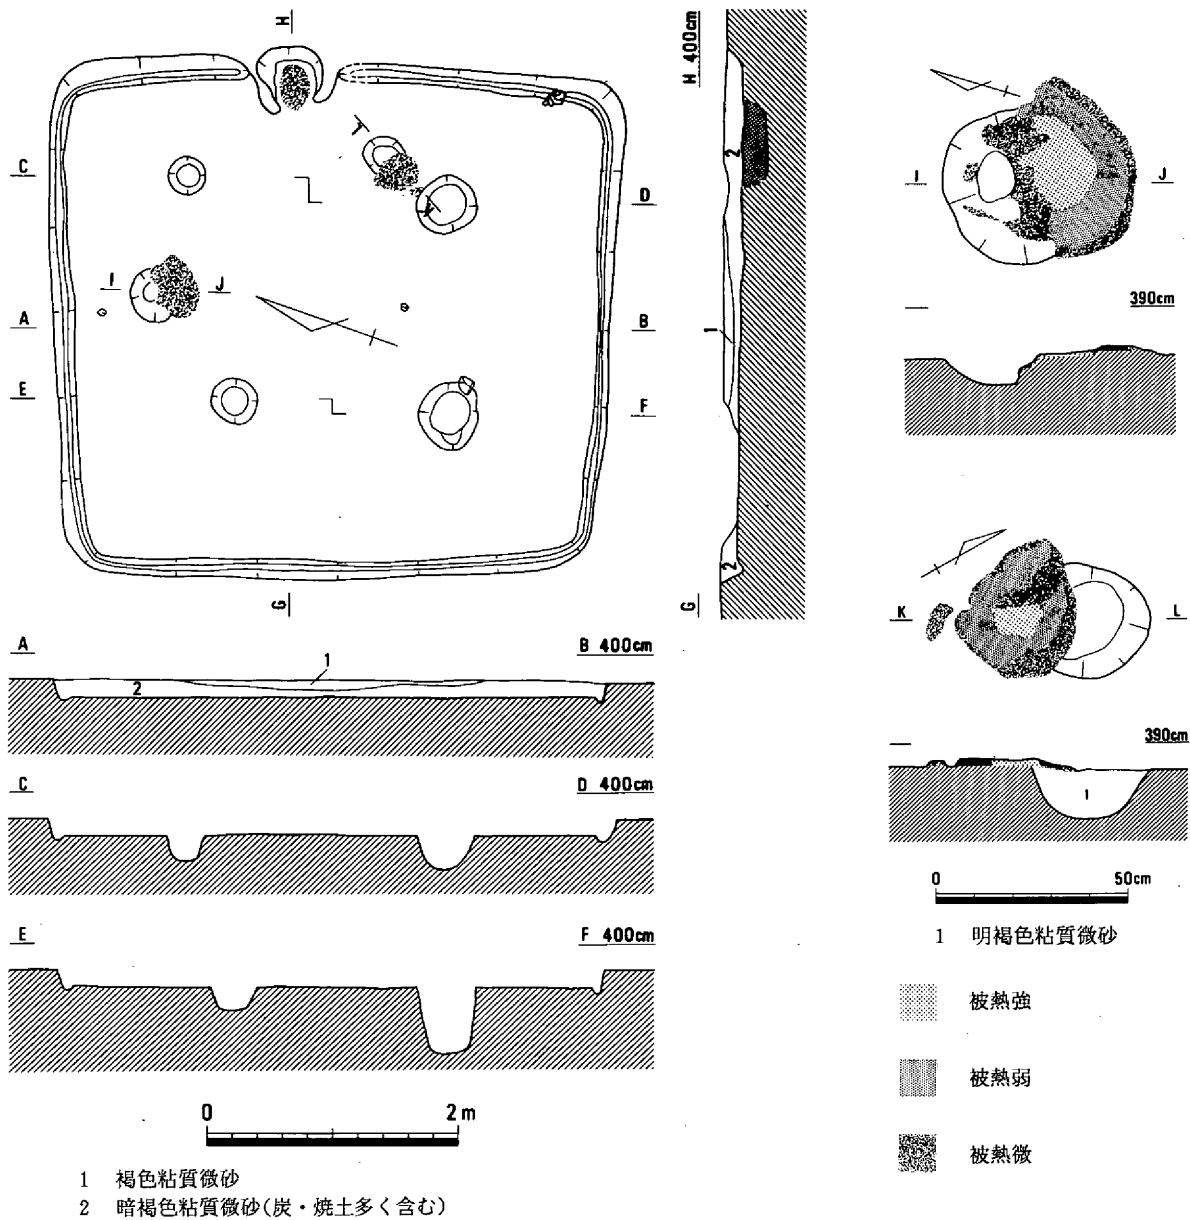 H
C
D
I
J
A
B
E
F
G
H 400cm
2
1
2
G
I
J
390cm
K
L
390cm
1
0 50cm
1 明褐色粘質微砂
被熱強
被熱弱
被熱微
A
B 400cm
1
2
C
D 400cm
E
F 400cm
0 2m
1 褐色粘質微砂
2 暗褐色粘質微砂(炭・焼土多く含む)